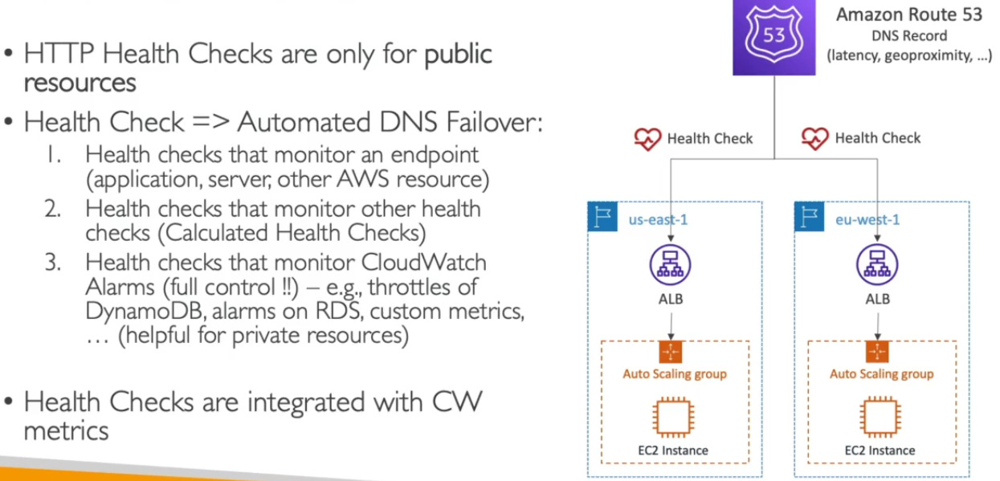 • HTTP Health Checks are only for public
resources
• Health Check => Automated DNS Failover:
1. Health checks that monitor an endpoint
(application, server, other AWS resource)
2. Health checks that monitor other health
checks (Calculated Health Checks)
3. Health checks that monitor CloudWatch
Alarms (full control !!) – e.g., throttles of
DynamoDB, alarms on RDS, custom metrics,
… (helpful for private resources)
• Health Checks are integrated with CW
metrics
53
Amazon Route 53
DNS Record
(latency, geoproximity, …)
Health Check
Health Check
us-east-1
ALB
Auto Scaling group
EC2 Instance
eu-west-1
ALB
Auto Scaling group
EC2 Instance